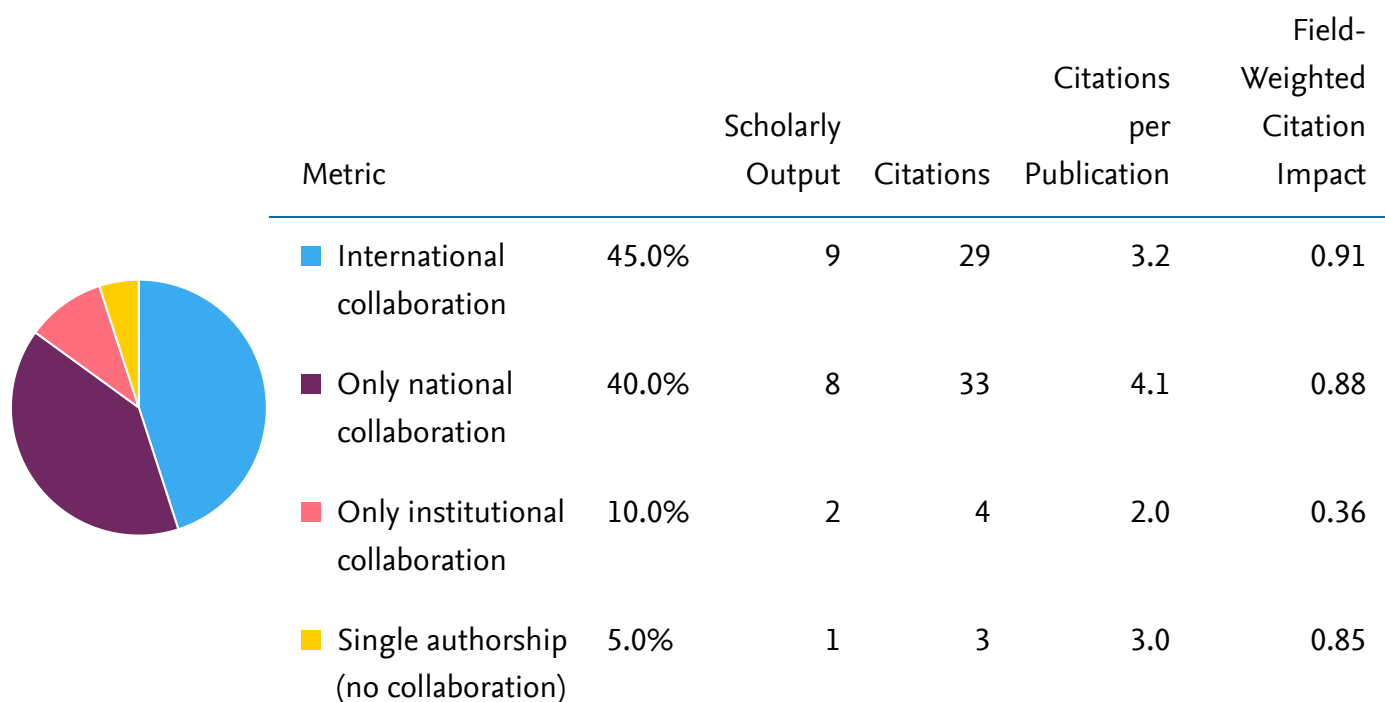 Field-
Citations Weighted
Scholarly per Citation
Metric Output Citations Publication Impact
International 45.0% 9 29 3.2 0.91
collaboration
Only national 40.0% 8 33 4.1 0.88
collaboration
Only institutional 10.0% 2 4 2.0 0.36
collaboration
Single authorship 5.0% 1 3 3.0 0.85
(no collaboration)